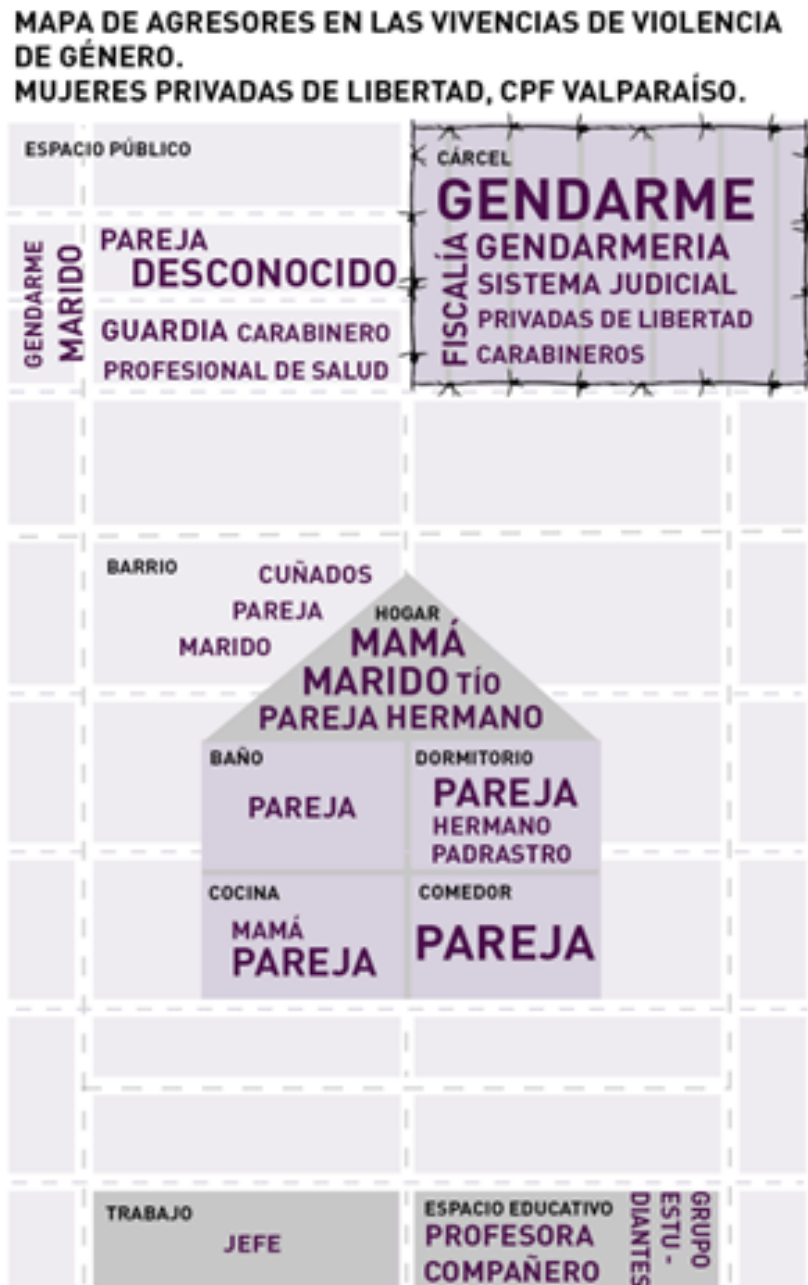 MAPA DE AGRESORES EN LAS VIVENCIAS DE VIOLENCIA
DE GÉNERO.
MUJERES PRIVADAS DE LIBERTAD, CPF VALPARAÍSO.
ESPACIO PÚBLICO
GENDARME
MARIDO
PAREJA
DESCONOCIDO
GUARDIA CARABINERO
PROFESIONAL DE SALUD
CÁRCEL
GENDARME
FISCALÍA
GENDARMERIA
SISTEMA JUDICIAL
PRIVADAS DE LIBERTAD
CARABINEROS
BARRIO
CUÑADOS
PAREJA
MARIDO
HOGAR
MAMÁ
MARIDO TÍO
PAREJA HERMANO
BAÑO
PAREJA
DORMITORIO
PAREJA
HERMANO
PADRASTRO
COCINA
MAMÁ
PAREJA
COMEDOR
PAREJA
TRABAJO
JEFE
ESPACIO EDUCATIVO
PROFESORA
COMPAÑERO
GRUPO
ESTU -
DIANTES